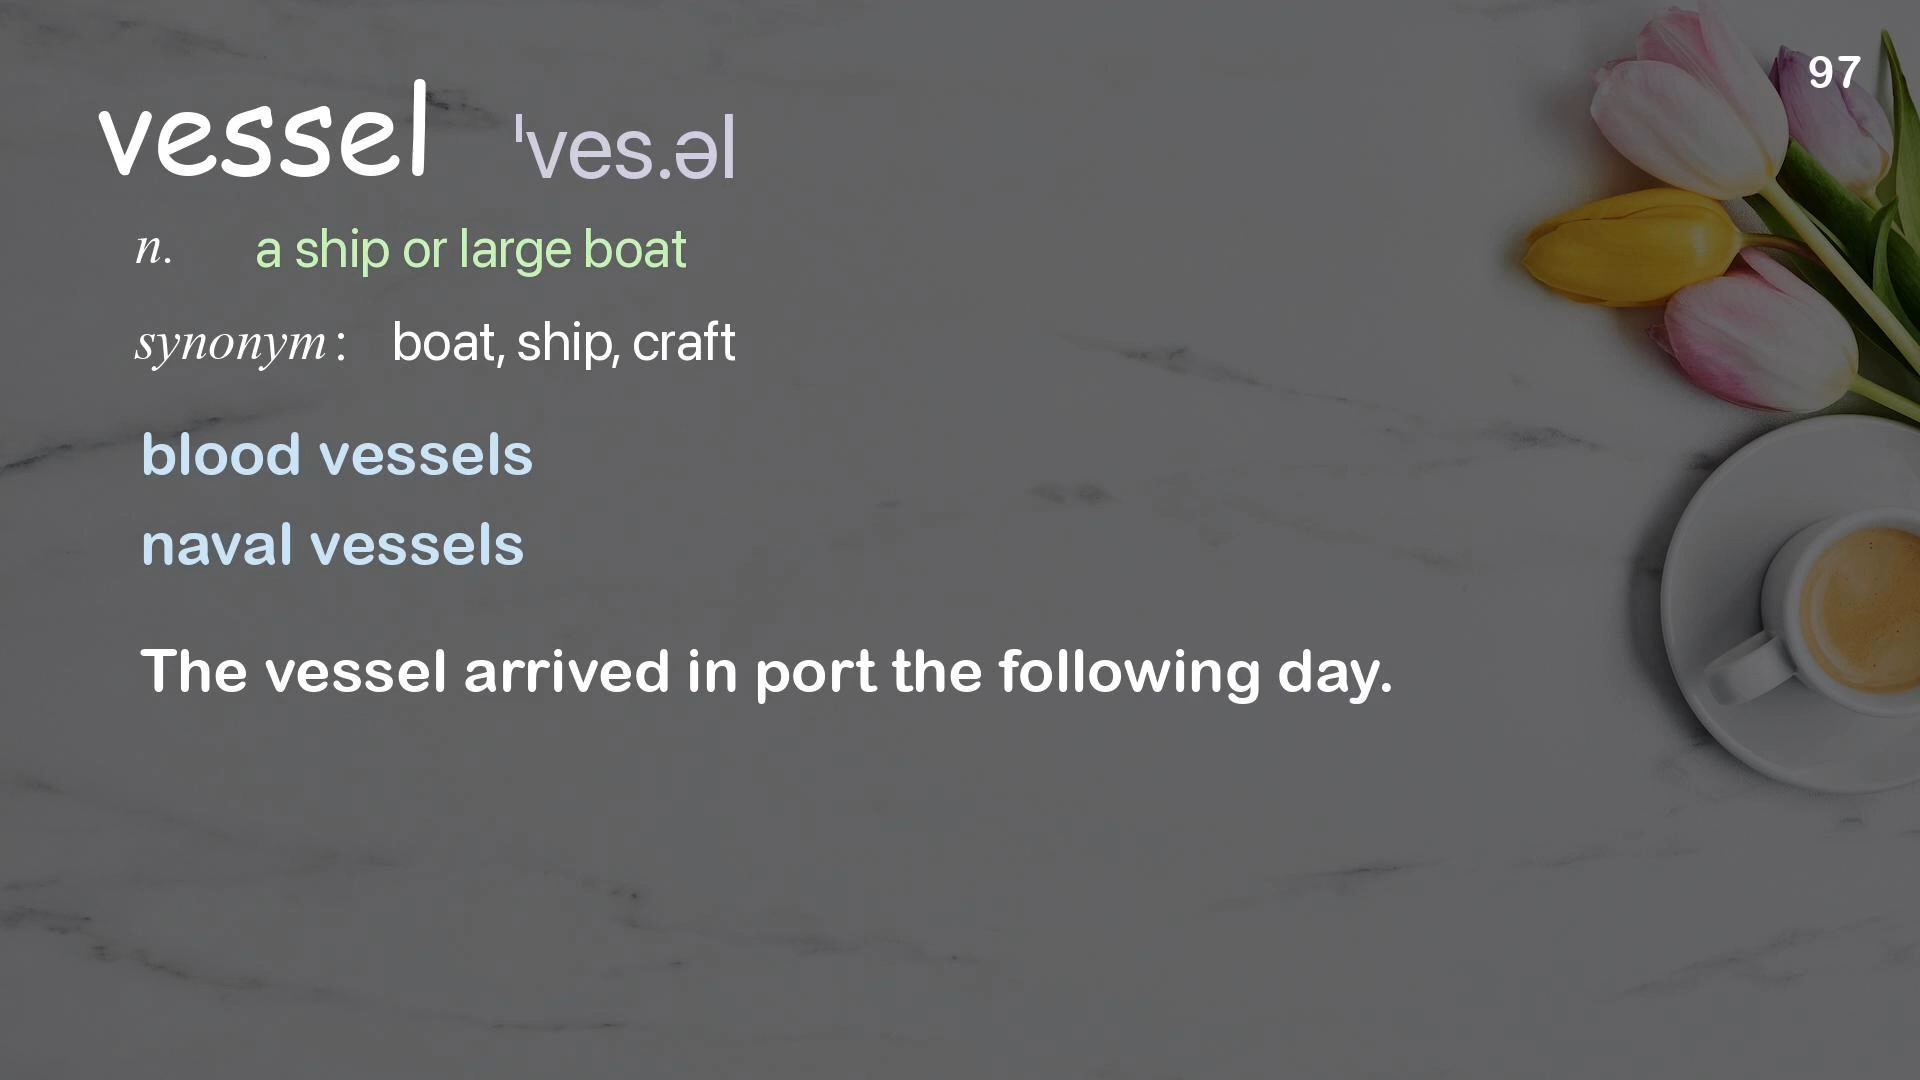 97
vessel ˈves.əl
n. a ship or large boat
synonym: boat, ship, craft
blood vessels
naval vessels
The vessel arrived in port the following day.